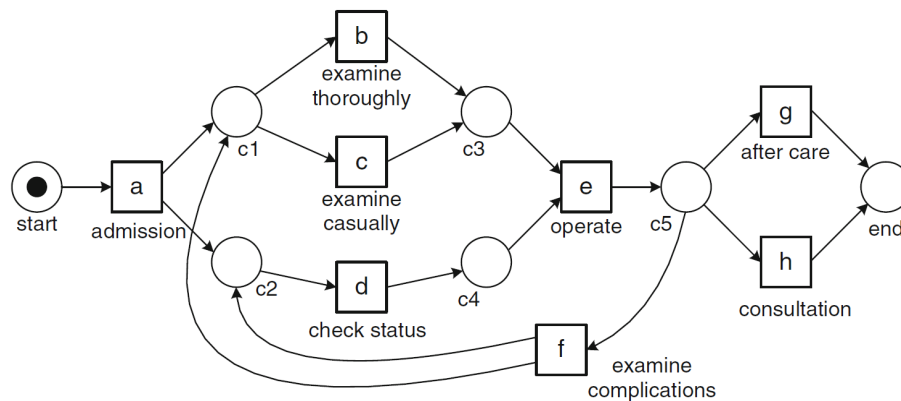 b
examine
thoroughly
g
after care
c1
c3
c
examine
casually
a
admission
start
e
operate
c5
end
h
consultation
c2
d
check status
c4
f
examine
complications